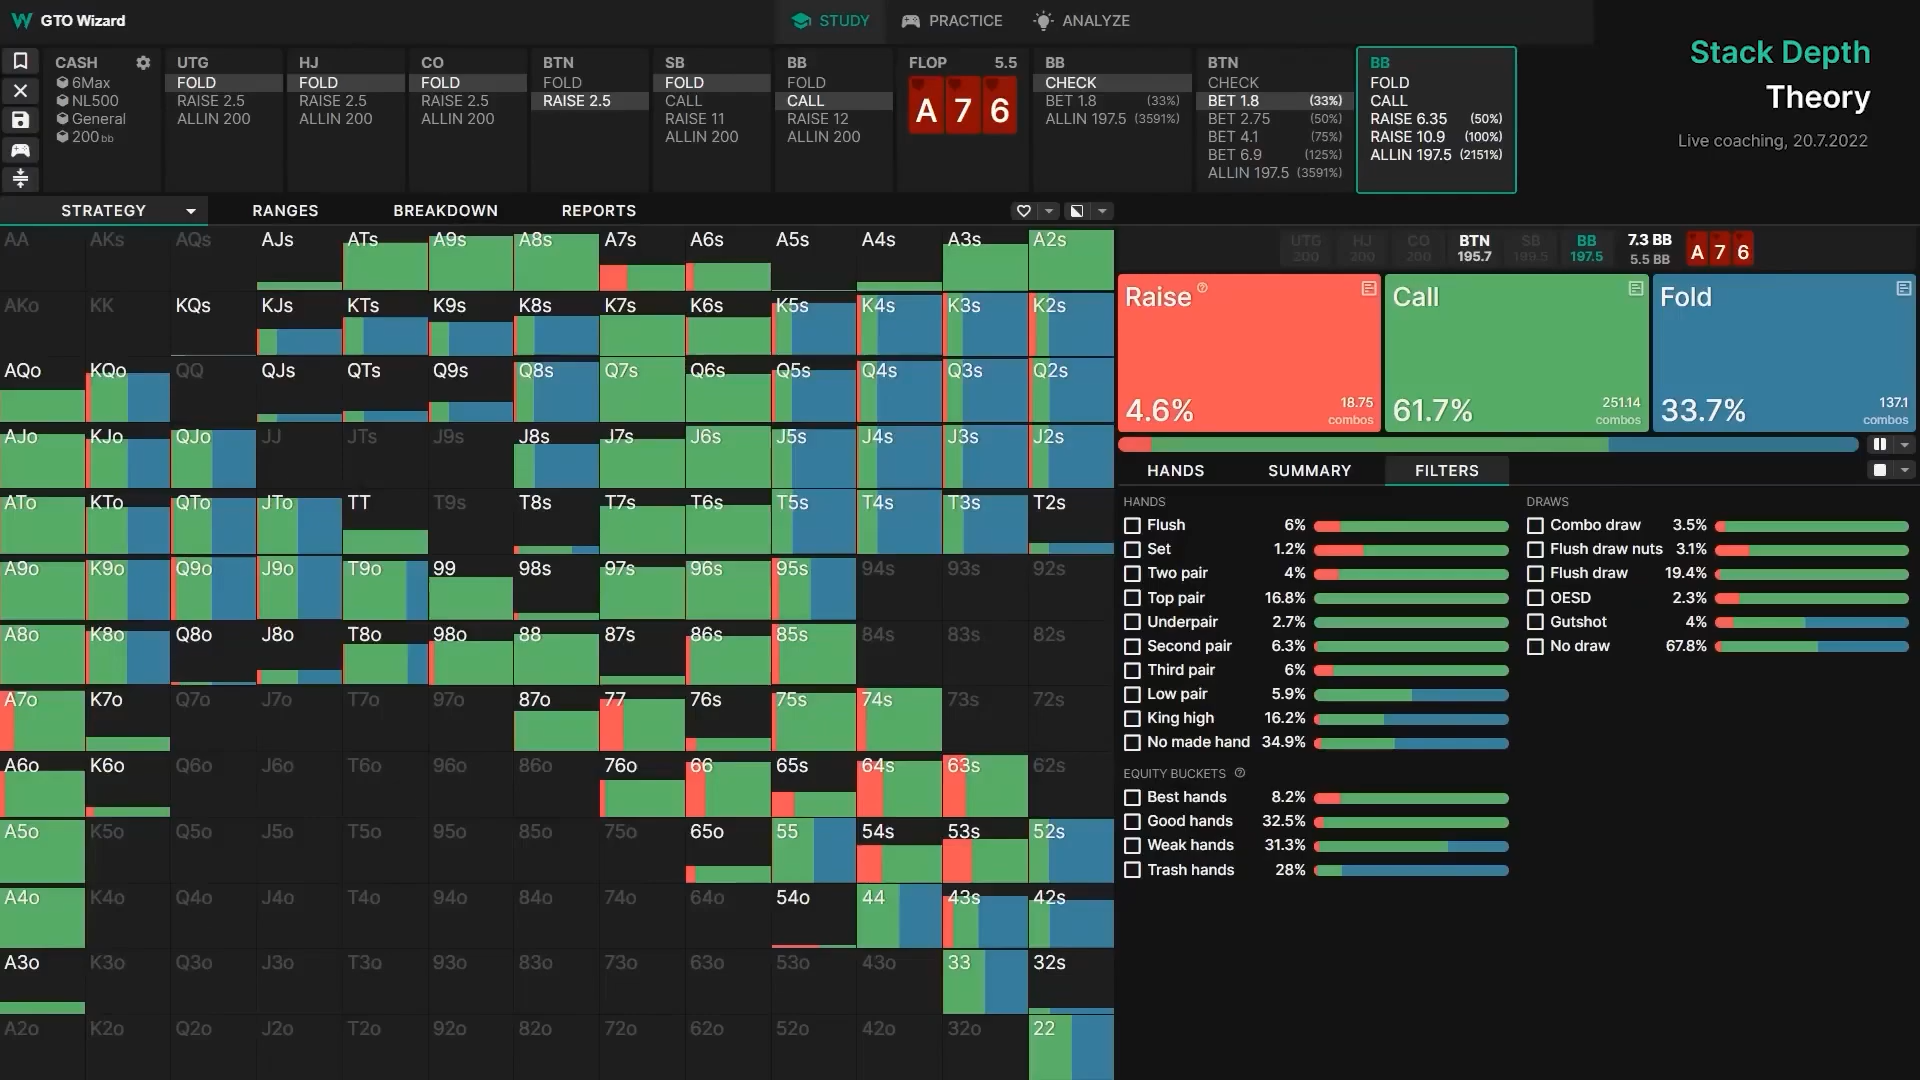 GTO Wizard
STUDY
PRACTICE
ANALYZE
Stack Depth
Theory
Live coaching, 20.7.2022
CASH
6Max
NL500
General
200 bb
UTG
FOLD
RAISE 2.5
ALLIN 200
HJ
FOLD
RAISE 2.5
ALLIN 200
CO
FOLD
RAISE 2.5
ALLIN 200
BTN
FOLD
RAISE 2.5
SB
FOLD
CALL
RAISE 11
ALLIN 200
BB
FOLD
CALL
RAISE 12
ALLIN 200
FLOP 5.5
A 7 6
BB
CHECK
BET 1.8 (33%)
ALLIN 197.5 (3591%)
BTN
CHECK
BET 1.8 (33%)
BET 2.75 (50%)
BET 4.1 (75%)
BET 6.9 (125%)
ALLIN 197.5 (3591%)
BB
FOLD
CALL
RAISE 6.35 (50%)
RAISE 10.9 (100%)
ALLIN 197.5 (2151%)
STRATEGY
RANGES
BREAKDOWN
REPORTS
AA AKs AQs AJs ATs A9s A8s A7s A6s A5s A4s A3s A2s
AKo KK KQs KJs KTs K9s K8s K7s K6s K5s K4s K3s K2s
AQo KQo QQ QJs QTs Q9s Q8s Q7s Q6s Q5s Q4s Q3s Q2s
AJo KJo QJo JJ JTs J9s J8s J7s J6s J5s J4s J3s J2s
ATo KTo QTo JTo TT T9s T8s T7s T6s T5s T4s T3s T2s
A9o K9o Q9o J9o T9o 99 98s 97s 96s 95s 94s 93s 92s
A8o K8o Q8o J8o T8o 98o 88 87s 86s 85s 84s 83s 82s
A7o K7o Q7o J7o T7o 97o 87o 77 76s 75s 74s 73s 72s
A6o K6o Q6o J6o T6o 96o 86o 76o 66 65s 64s 63s 62s
A5o K5o Q5o J5o T5o 95o 85o 75o 65o 55 54s 53s 52s
A4o K4o Q4o J4o T4o 94o 84o 74o 64o 54o 44 43s 42s
A3o K3o Q3o J3o T3o 93o 83o 73o 63o 53o 43o 33 32s
A2o K2o Q2o J2o T2o 92o 82o 72o 62o 52o 42o 32o 22
UTG HJ CO BTN SB BB 7.3 BB
200 200 200 195.7 199.5 197.5 5.5 BB
A 7 6
Raise
4.6%
18.75
combos
Call
61.7%
251.14
combos
Fold
33.7%
137.1
combos
HANDS
SUMMARY
FILTERS
HANDS
Flush 6%
Set 1.2%
Two pair 4%
Top pair 16.8%
Underpair 2.7%
Second pair 6.3%
Third pair 6%
Low pair 5.9%
King high 16.2%
No made hand 34.9%
EQUITY BUCKETS
Best hands 8.2%
Good hands 32.5%
Weak hands 31.3%
Trash hands 28%
DRAWS
Combo draw 3.5%
Flush draw nuts 3.1%
Flush draw 19.4%
OESD 2.3%
Gutshot 4%
No draw 67.8%